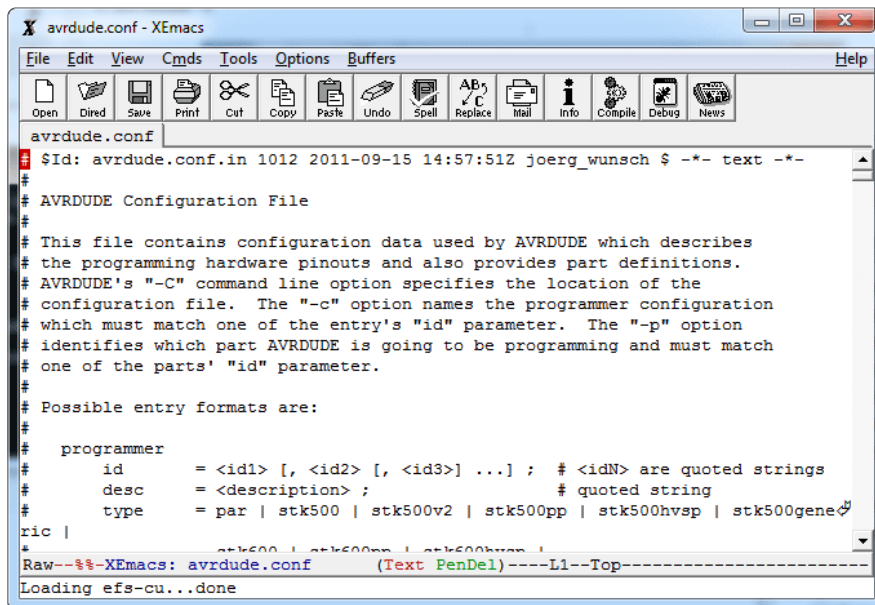 avrdude.conf - XEmacs
File Edit View Cmds Tools Options Buffers Help
Open Dired Save Print Cut Copy Paste Undo Spell Replace Mail Info Compile Debug News
avrdude.conf
# $Id: avrdude.conf.in 1012 2011-09-15 14:57:51Z joerg_wunsch $ -*- text -*-
#
# AVRDUDE Configuration File
#
# This file contains configuration data used by AVRDUDE which describes
# the programming hardware pinouts and also provides part definitions.
# AVRDUDE's "-C" command line option specifies the location of the
# configuration file.  The "-c" option names the programmer configuration
# which must match one of the entry's "id" parameter.  The "-p" option
# identifies which part AVRDUDE is going to be programming and must match
# one of the parts' "id" parameter.
#
# Possible entry formats are:
#
#   programmer
#       id       = <id1> [, <id2> [, <id3>] ...] ;  # <idN> are quoted strings
#       desc     = <description> ;                  # quoted string
#       type     = par | stk500 | stk500v2 | stk500pp | stk500hvsp | stk500gene
ric |
#                  stk600 | stk600pp | stk600hvsp |
Raw--%%-XEmacs: avrdude.conf      (Text PenDel)----L1--Top------------------------
Loading efs-cu...done